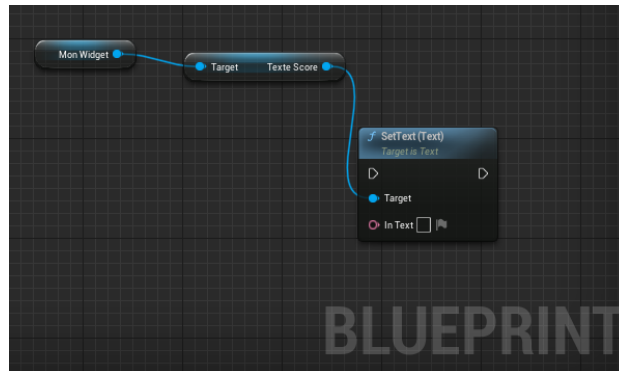 Mon Widget
Target Texte Score
f SetText (Text)
Target is Text
Target
In Text
BLUEPRINT